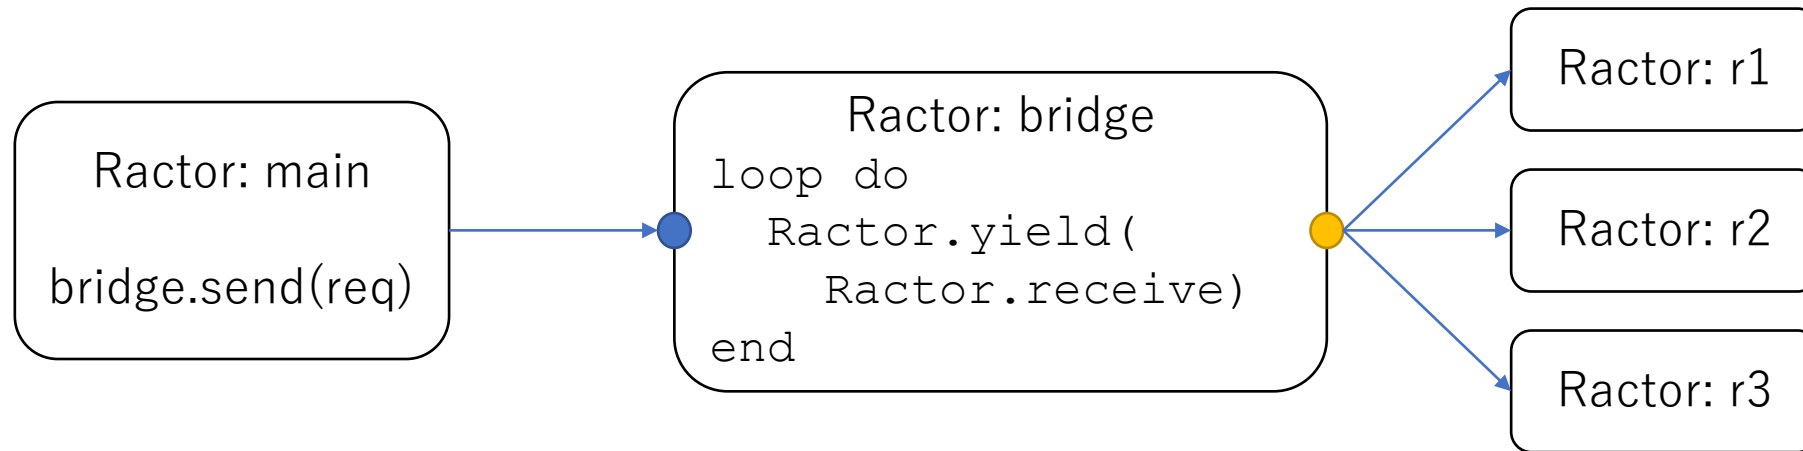 Ractor: main
bridge.send(req)
Ractor: bridge
loop do
  Ractor.yield(
    Ractor.receive)
end
Ractor: r1
Ractor: r2
Ractor: r3